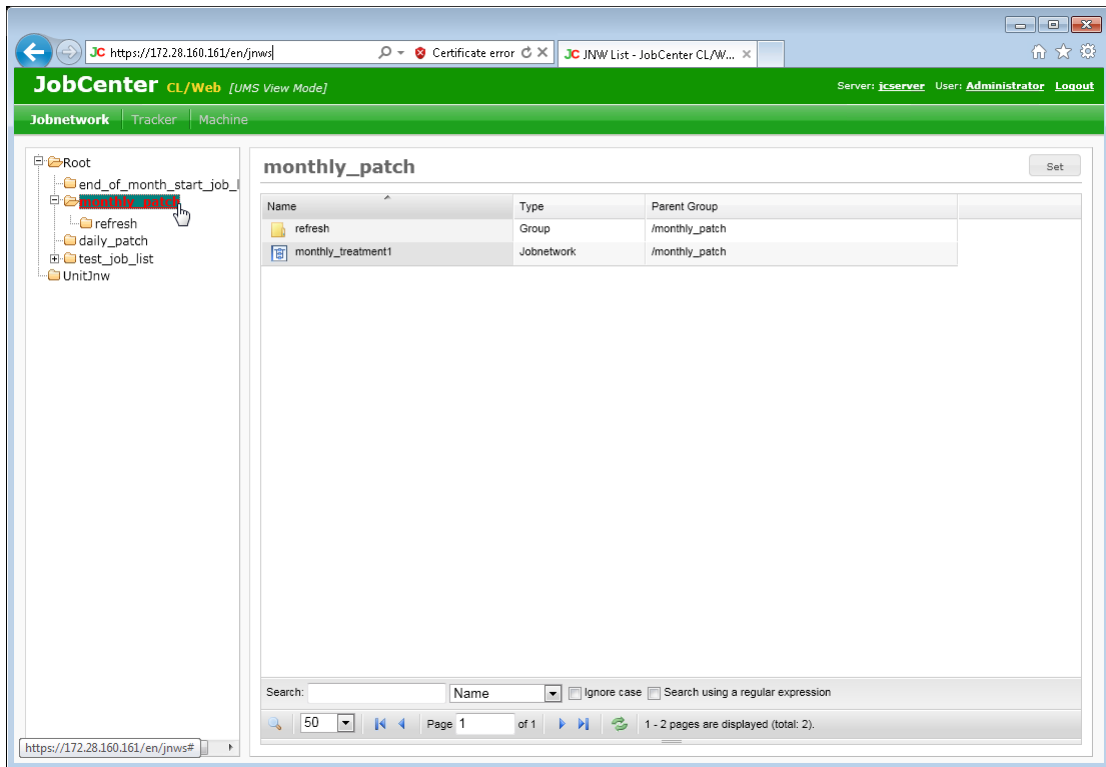 JC https://172.28.160.161/en/jnws
Certificate error
JC JNW List - JobCenter CL/W...
JobCenter CL/Web [UMS View Mode]
Server: jcserver User: Administrator Logout
Jobnetwork Tracker Machine
Root
end_of_month_start_job_l
monthly_patch
refresh
daily_patch
test_job_list
UnitJnw
monthly_patch
Set
Name Type Parent Group
refresh Group /monthly_patch
monthly_treatment1 Jobnetwork /monthly_patch
Search: Name Ignore case Search using a regular expression
50 Page 1 of 1 1 - 2 pages are displayed (total: 2).
https://172.28.160.161/en/jnws#